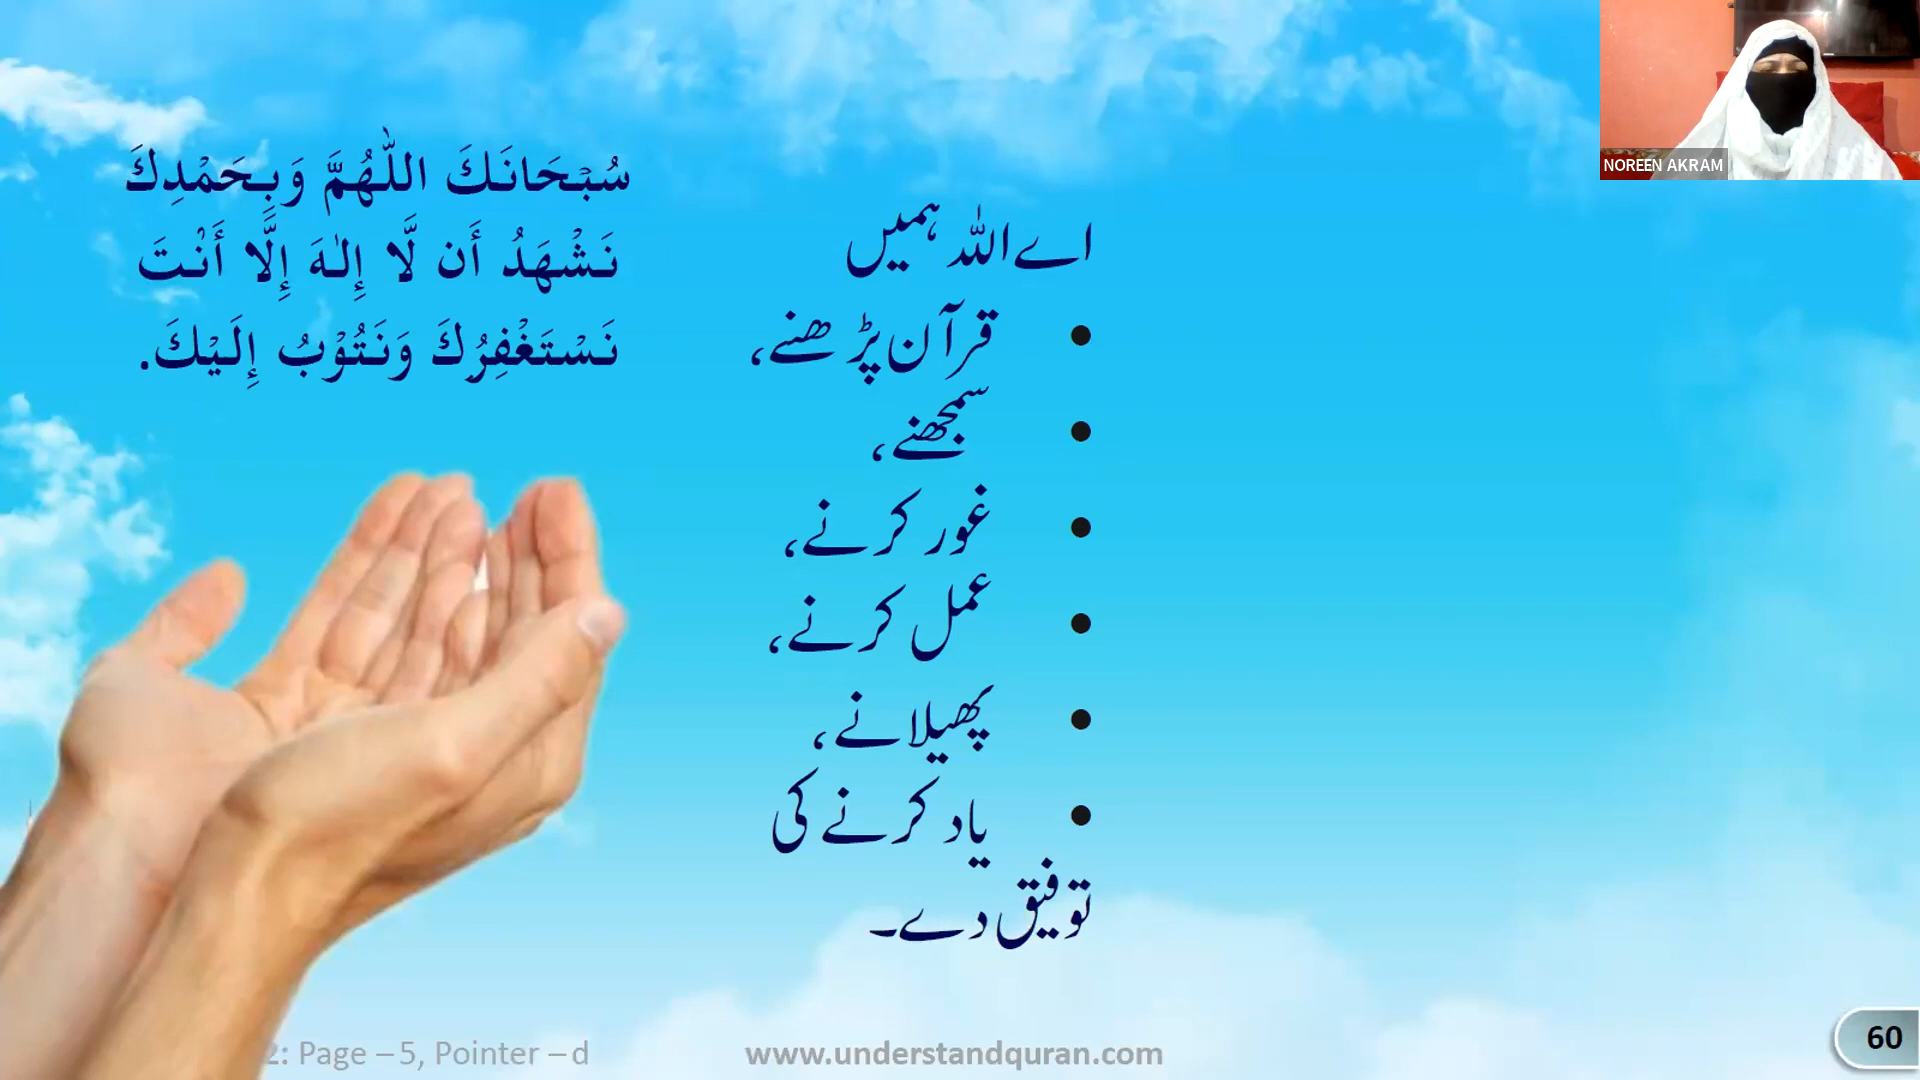 NOREEN AKRAM
سُبْحَانَكَ اللّٰهُمَّ وَبِحَمْدِكَ
نَشْهَدُ أَن لَّا إِلٰهَ إِلَّا أَنْتَ
نَسْتَغْفِرُكَ وَنَتُوْبُ إِلَيْكَ.
اے اللہ ہمیں
• قرآن پڑھنے،
• سمجھنے،
• غور کرنے،
• عمل کرنے،
• پھیلانے،
• یاد کرنے کی
توفیق دے۔
2: Page – 5, Pointer – d
www.understandquran.com
60